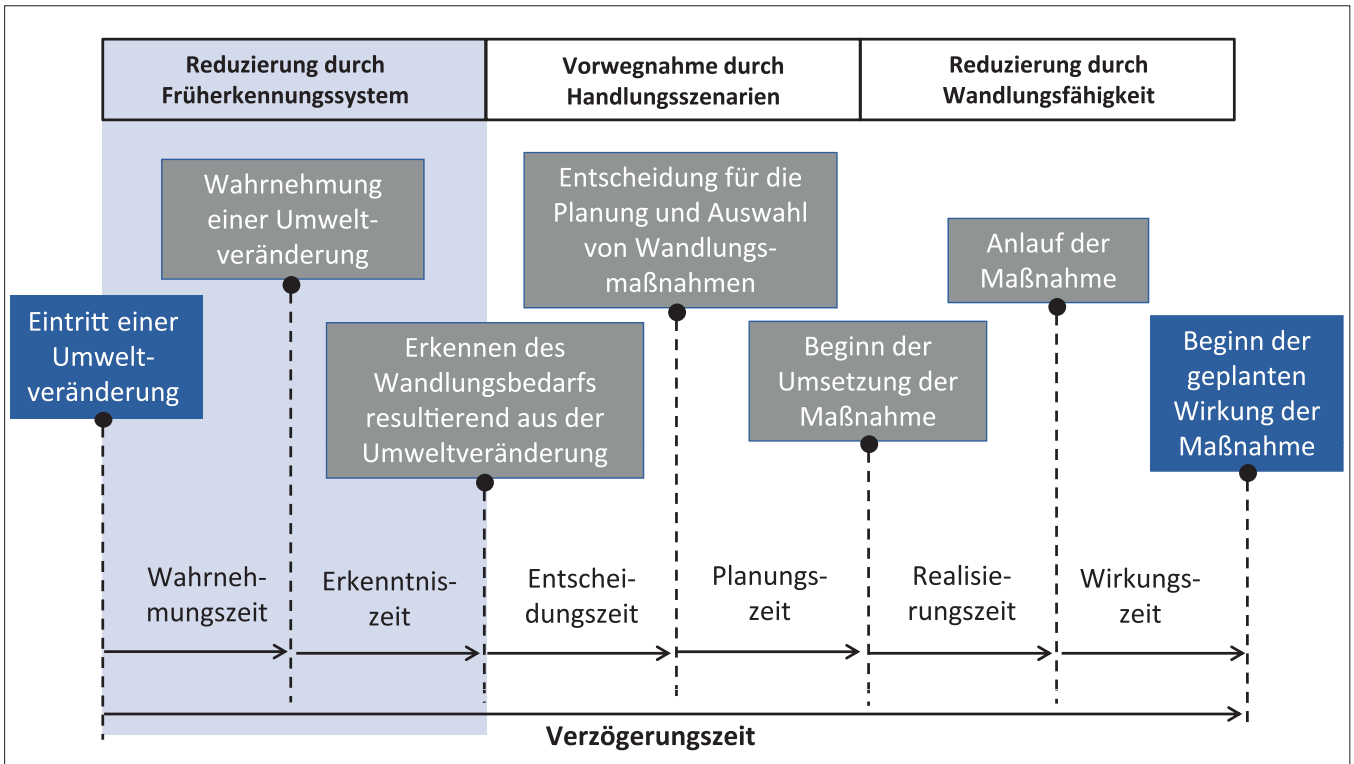 Reduzierung durch
Früherkennungssystem
Vorwegnahme durch
Handlungsszenarien
Reduzierung durch
Wandlungsfähigkeit
Wahrnehmung
einer Umwelt-
veränderung
Entscheidung für die
Planung und Auswahl
von Wandlungs-
maßnahmen
Anlauf der
Maßnahme
Eintritt einer
Umwelt-
veränderung
Erkennen des
Wandlungsbedarfs
resultierend aus der
Umweltveränderung
Beginn der
Umsetzung der
Maßnahme
Beginn der
geplanten
Wirkung der
Maßnahme
Wahrneh-
mungszeit
Erkenntnis-
zeit
Entschei-
dungszeit
Planungs-
zeit
Realisie-
rungszeit
Wirkungs-
zeit
Verzögerungszeit